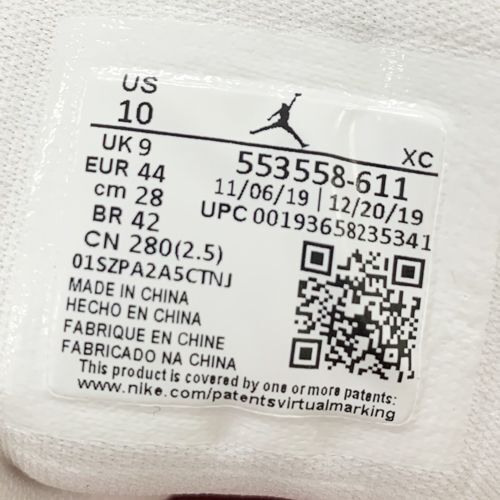 US
10
XC
UK 9
553558-611
EUR 44
11/06/19 | 12/20/19
cm 28
UPC 00193658235341
BR 42
CN 280(2.5)
01SZPA2A5CTNJ
MADE IN CHINA
HECHO EN CHINA
FABRIQUE EN CHINE
FABRICADO NA CHINA
This product is covered by one or more patents:
www.nike.com/patentsvirtualmarking